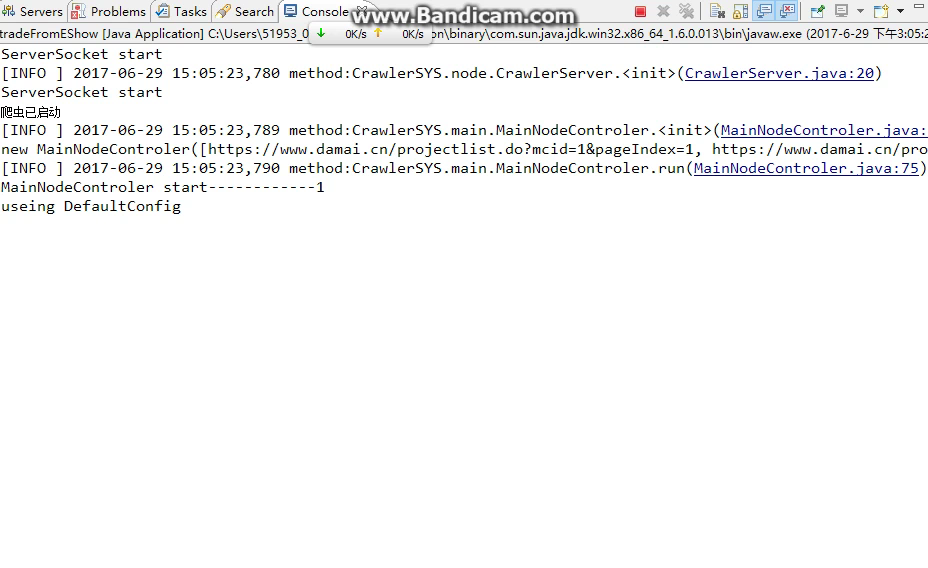 Servers Problems Tasks Search Console
www.Bandicam.com
tradeFromEShow [Java Application] C:\Users\51953_0
0K/s 0K/s
on\binary\com.sun.java.jdk.win32.x86_64_1.6.0.013\bin\javaw.exe (2017-6-29 下午3:05:2
ServerSocket start
[INFO ] 2017-06-29 15:05:23,780 method:CrawlerSYS.node.CrawlerServer.<init>(CrawlerServer.java:20)
ServerSocket start
爬虫已启动
[INFO ] 2017-06-29 15:05:23,789 method:CrawlerSYS.main.MainNodeControler.<init>(MainNodeControler.java:
new MainNodeControler([https://www.damai.cn/projectlist.do?mcid=1&pageIndex=1, https://www.damai.cn/pro
[INFO ] 2017-06-29 15:05:23,790 method:CrawlerSYS.main.MainNodeControler.run(MainNodeControler.java:75)
MainNodeControler start------------1
useing DefaultConfig